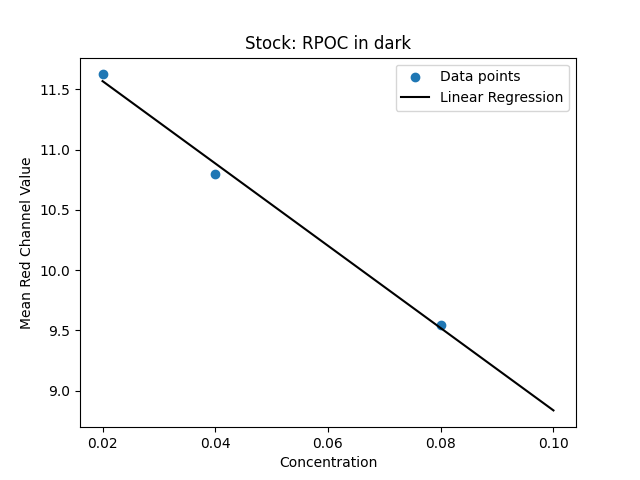 Stock: RPOC in dark
Data points
Linear Regression
Mean Red Channel Value
11.5
11.0
10.5
10.0
9.5
9.0
0.02 0.04 0.06 0.08 0.10
Concentration